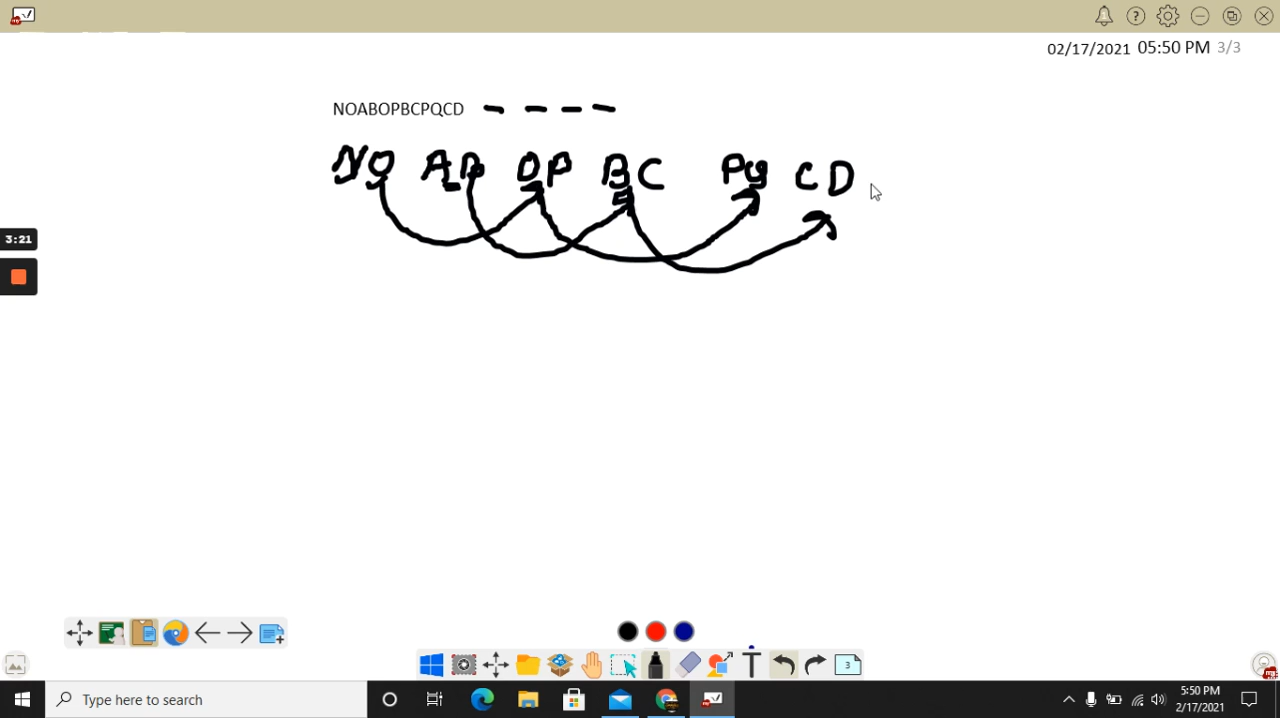 02/17/2021 05:50 PM 3/3
NOABOPBCPQCD _ _ _ _
NO AB OP BC PQ CD
3:21
3
Type here to search
5:50 PM
2/17/2021